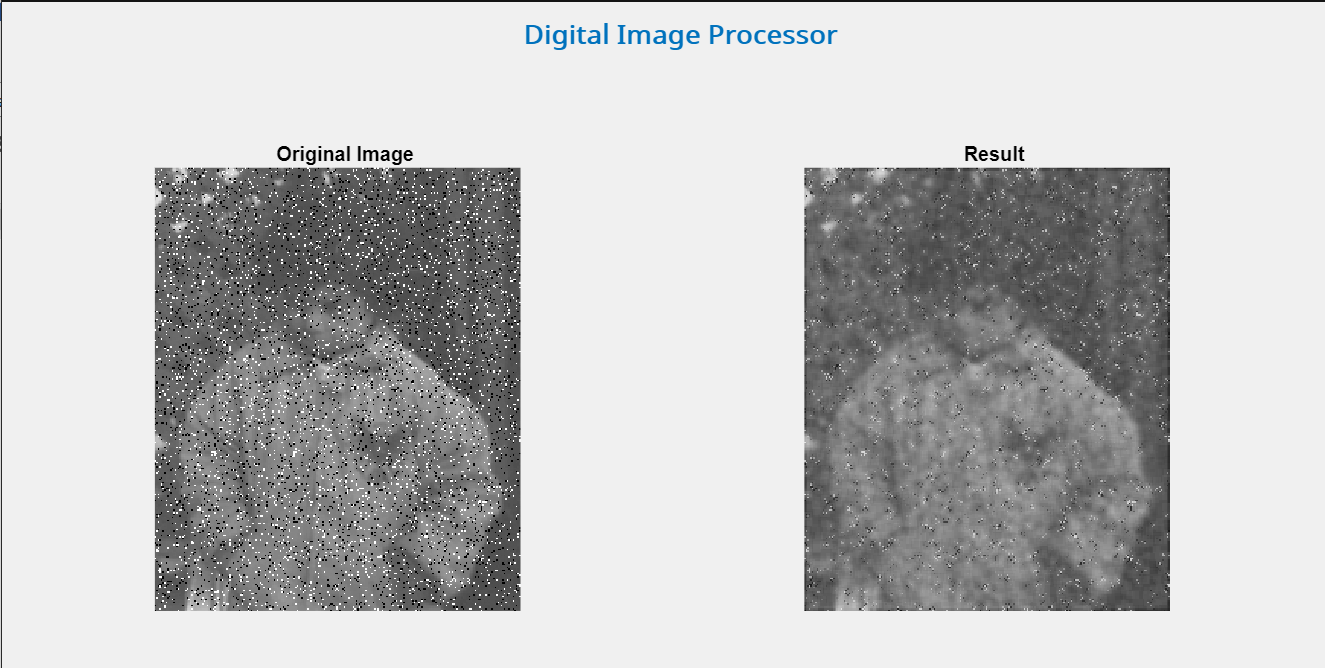 Digital Image Processor
Original Image
Result